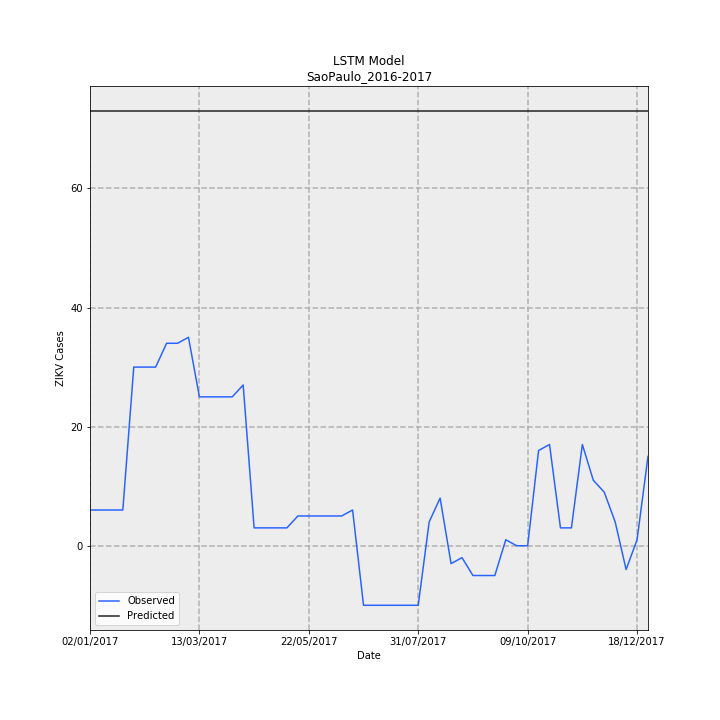 LSTM Model
SaoPaulo_2016-2017
60
40
20
0
ZIKV Cases
Observed
Predicted
02/01/2017
13/03/2017
22/05/2017
31/07/2017
09/10/2017
18/12/2017
Date